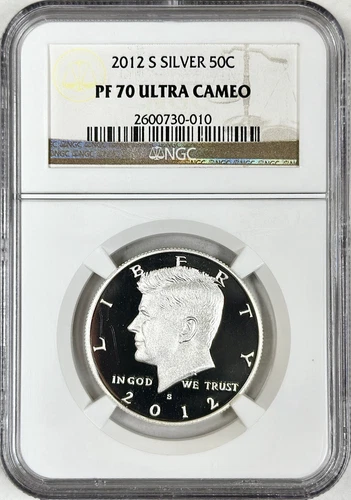 2012 S SILVER 50C
PF 70 ULTRA CAMEO
2600730-010
NGC
LIBERTY
IN GOD WE TRUST
S
2012